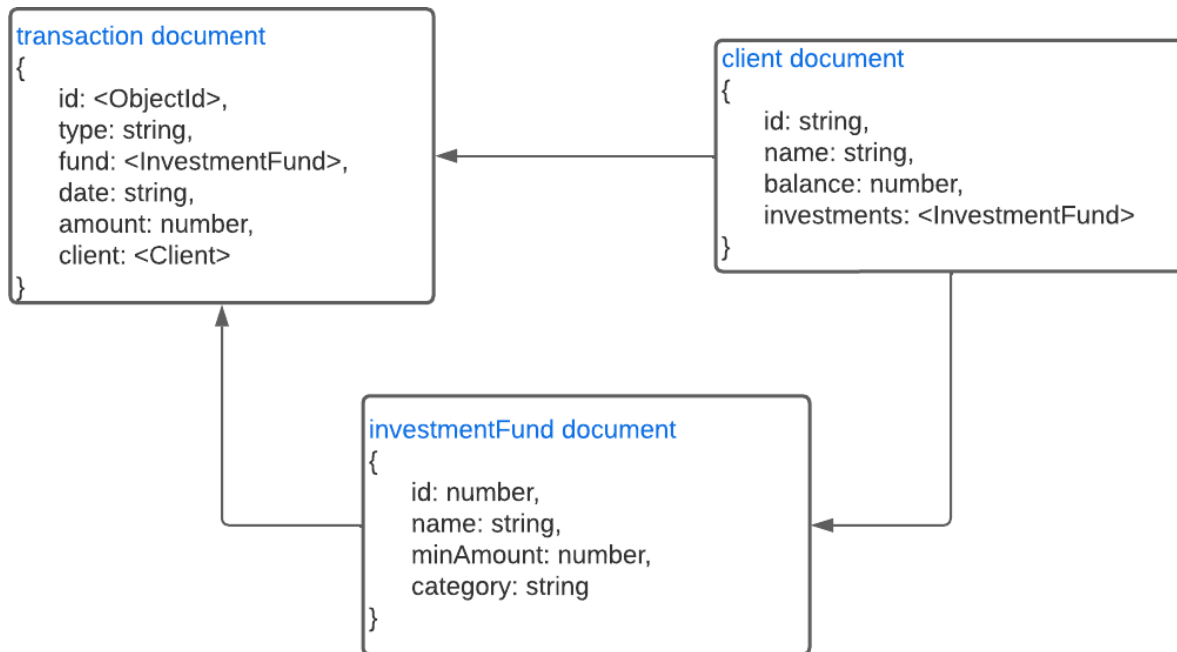 transaction document
{
id: <ObjectId>,
type: string,
fund: <InvestmentFund>,
date: string,
amount: number,
client: <Client>
}
client document
{
id: string,
name: string,
balance: number,
investments: <InvestmentFund>
}
investmentFund document
{
id: number,
name: string,
minAmount: number,
category: string
}